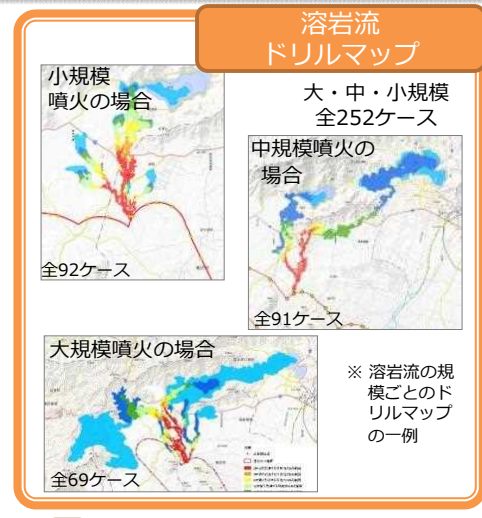 溶岩流
ドリルマップ
小規模
噴火の場合
大・中・小規模
全252ケース
中規模噴火の
場合
全92ケース
全91ケース
大規模噴火の場合
※ 溶岩流の規
模ごとのド
リルマップ
の一例
全69ケース